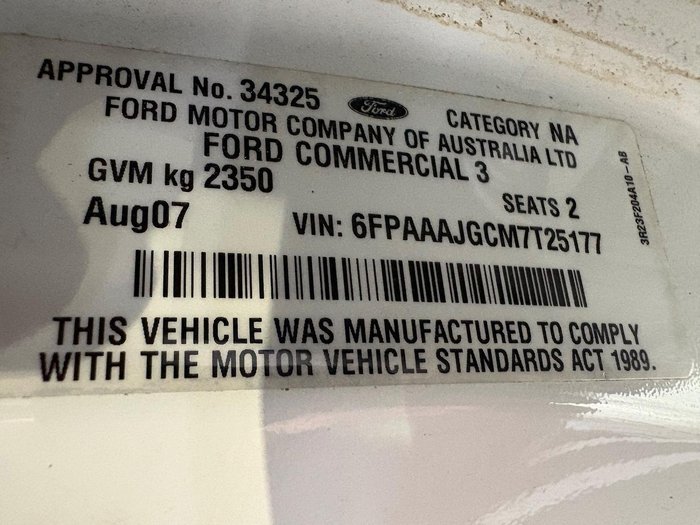 APPROVAL No. 34325 Ford CATEGORY NA
FORD MOTOR COMPANY OF AUSTRALIA LTD
FORD COMMERCIAL 3
GVM kg 2350 SEATS 2
Aug07 VIN: 6FPAAAJGCM7T25177
THIS VEHICLE WAS MANUFACTURED TO COMPLY
WITH THE MOTOR VEHICLE STANDARDS ACT 1989.
3R23F204A10-AB